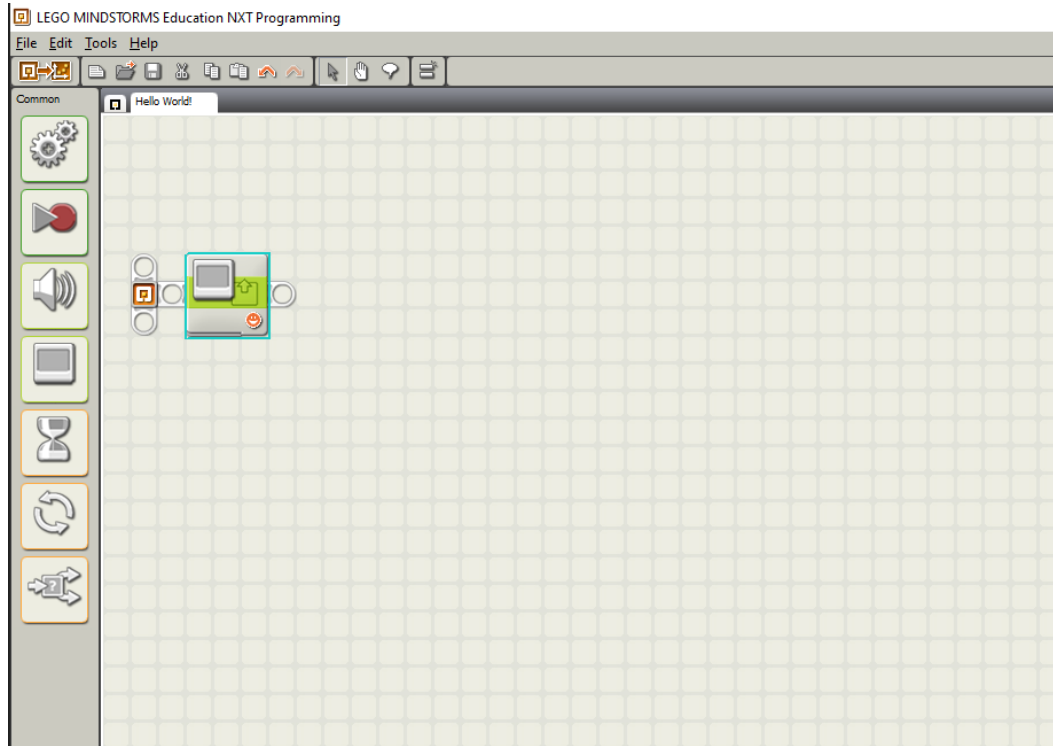 LEGO MINDSTORMS Education NXT Programming
File Edit Tools Help
Common
Hello World!
?